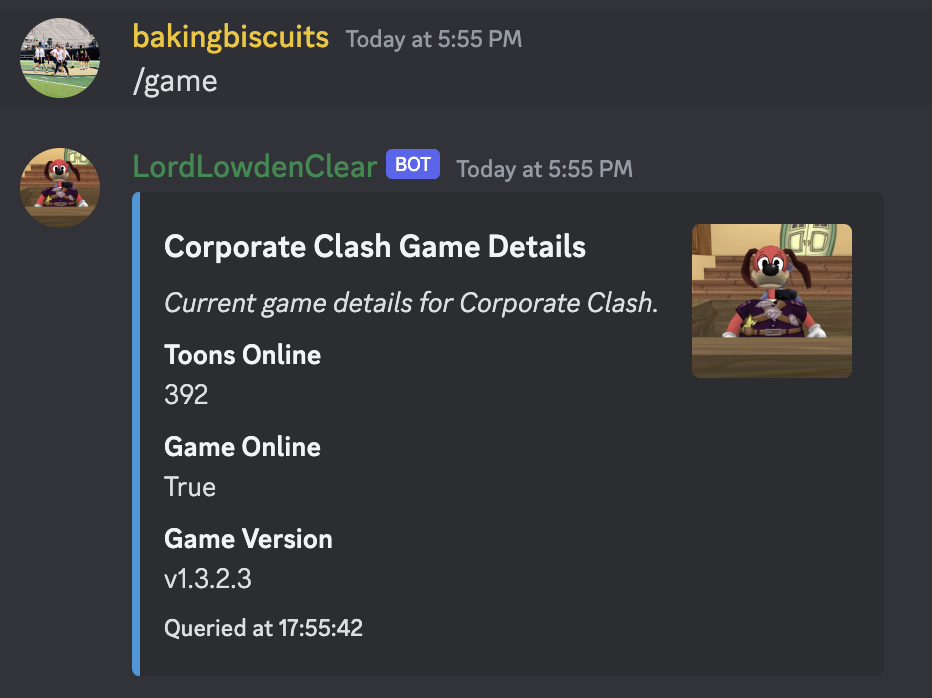 bakingbiscuits Today at 5:55 PM
/game
LordLowdenClear BOT Today at 5:55 PM
Corporate Clash Game Details
Current game details for Corporate Clash.
Toons Online
392
Game Online
True
Game Version
v1.3.2.3
Queried at 17:55:42